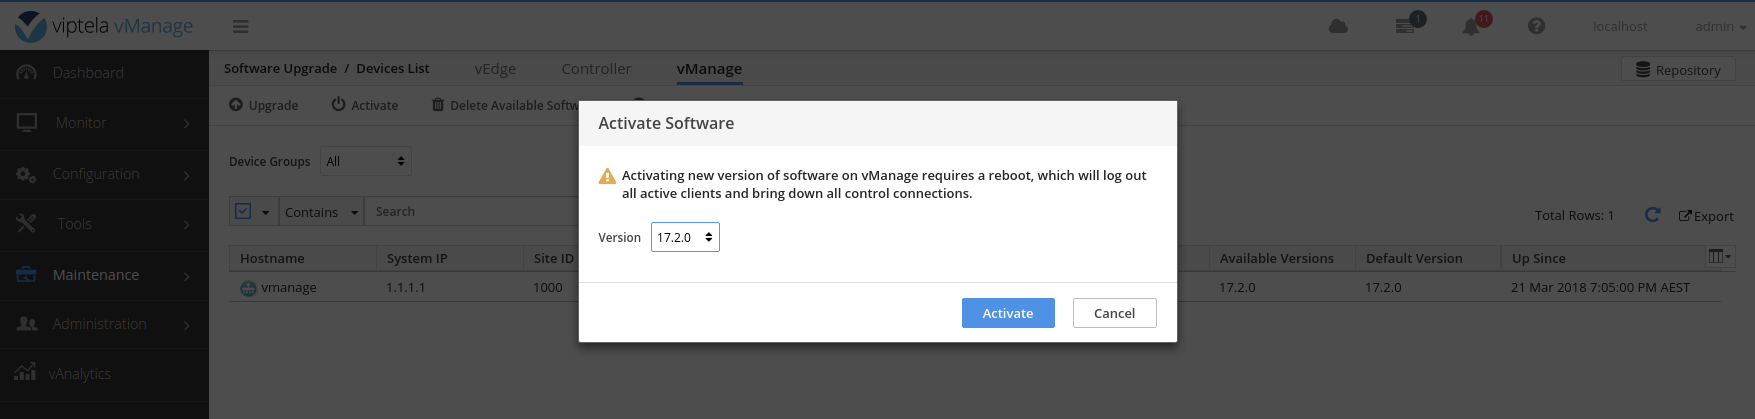 viptela vManage
1
11
localhost
admin
Dashboard
Monitor
Configuration
Tools
Maintenance
Administration
vAnalytics
Software Upgrade / Devices List
vEdge
Controller
vManage
Repository
Upgrade
Activate
Delete Available Softw
Device Groups
All
Contains
Search
Total Rows: 1
Export
Hostname System IP Site ID Available Versions Default Version Up Since
vmanage 1.1.1.1 1000 17.2.0 17.2.0 21 Mar 2018 7:05:00 PM AEST
Activate Software
Activating new version of software on vManage requires a reboot, which will log out
all active clients and bring down all control connections.
Version
17.2.0
Activate
Cancel